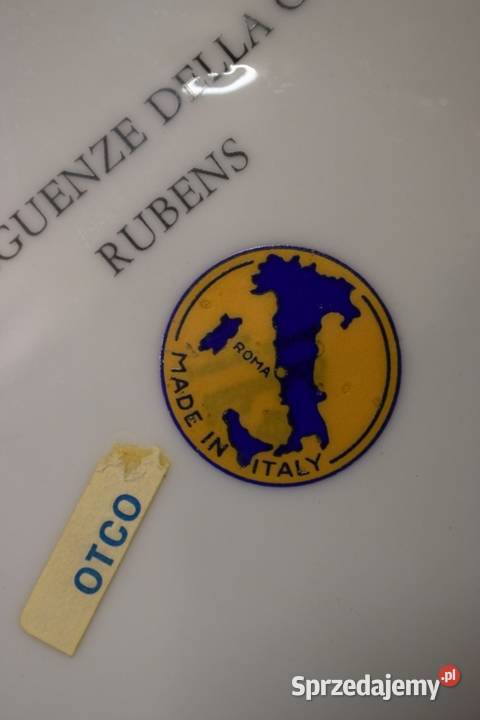 GUENZE DELLA
RUBENS
ROMA
MADE IN ITALY
OTCO
Sprzedajemy.pl